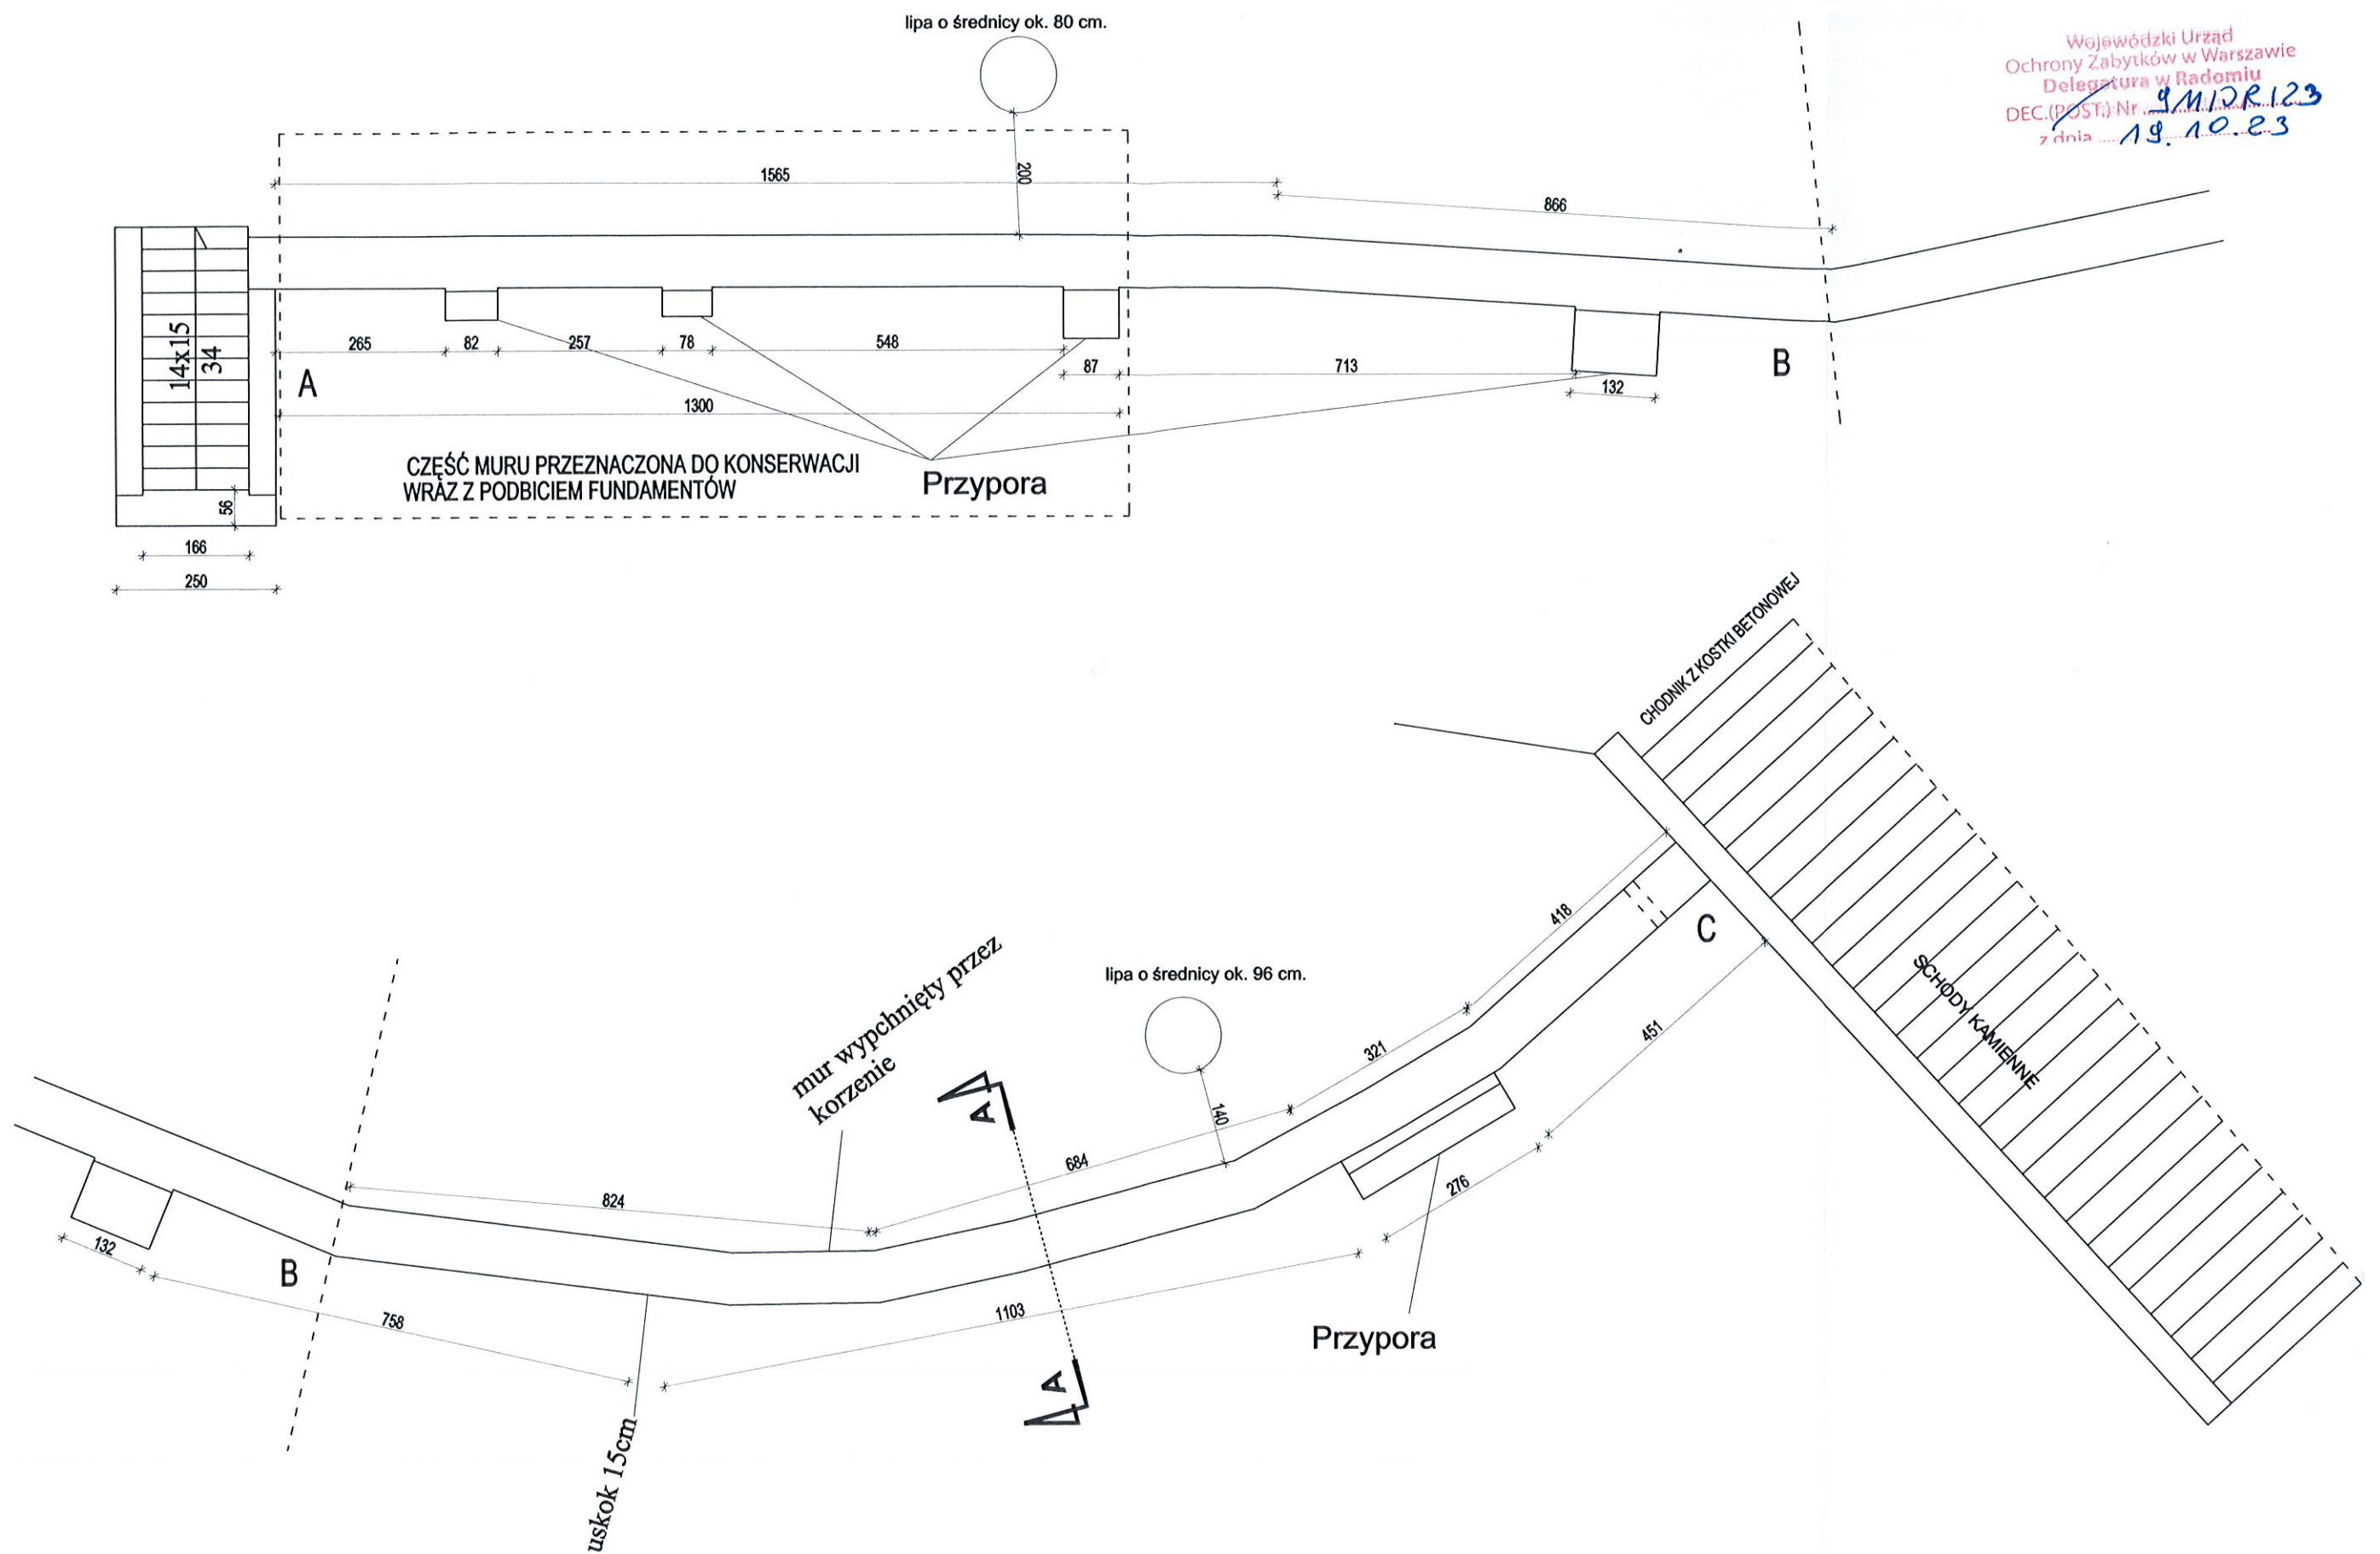 lipa o średnicy ok. 80 cm.
Wojewódzki Urząd
Ochrony Zabytków w Warszawie
Delegatura w Radomiu
DEC.(POST.) Nr
z dnia 19.10.23
1565
200
866
14x15
34
265
82
257
78
548
87
713
132
A
B
1300
CZĘŚĆ MURU PRZEZNACZONA DO KONSERWACJI
WRAZ Z PODBICIEM FUNDAMENTÓW
Przypora
56
166
250
CHODNIK Z KOSTKI BETONOWEJ
SCHODY KAMIENNE
418
C
451
mur wypchnięty przez
korzenie
lipa o średnicy ok. 96 cm.
321
140
A
684
824
276
132
B
758
1103
Przypora
A
uskok 15cm